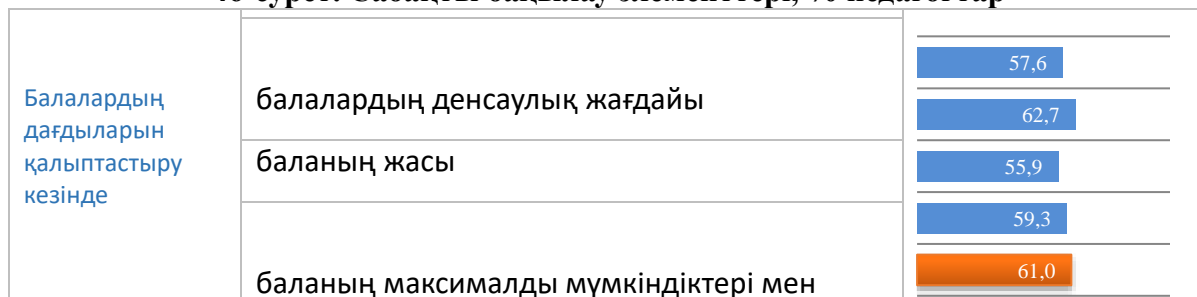 балалардың денсаулық жағдайы
Балалардың
дағдыларын
қалыптастыру
кезінде
баланың жасы
баланың максималды мүмкіндіктері мен
57,6
62,7
55,9
59,3
61,0